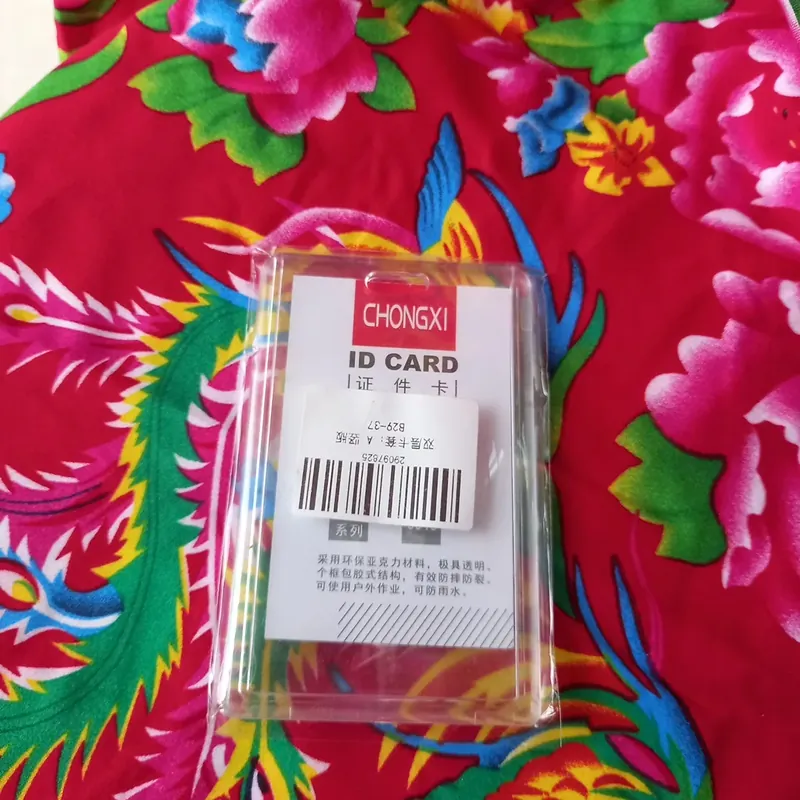 CHONGXI
ID CARD
证 件 卡
B29-37
双层卡套：A 竖版
29097825
系列
采用环保亚克力材料，极具透明。
个框包胶式结构，有效防摔防裂。
可使用户外作业，可防雨水。